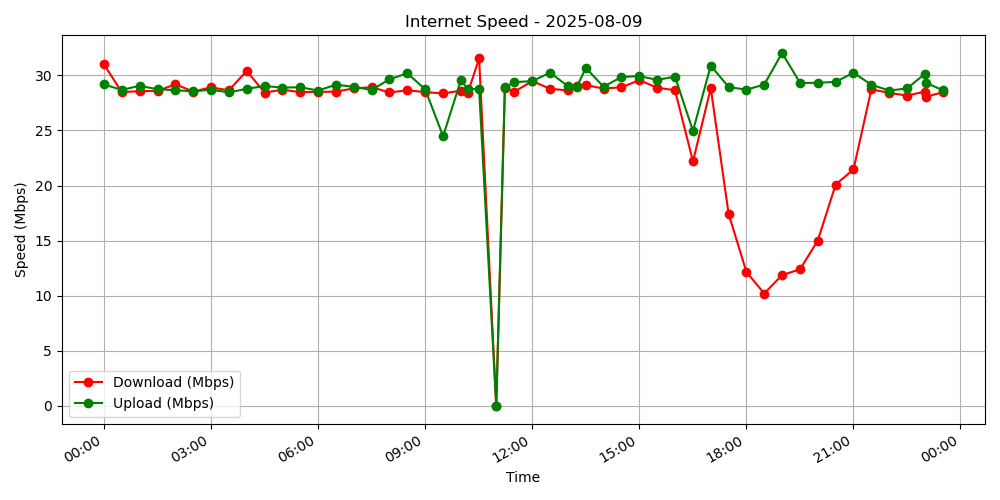 Internet Speed - 2025-08-09
Speed (Mbps)
30
25
20
15
10
5
0
Download (Mbps)
Upload (Mbps)
00:00 03:00 06:00 09:00 12:00 15:00 18:00 21:00 00:00
Time